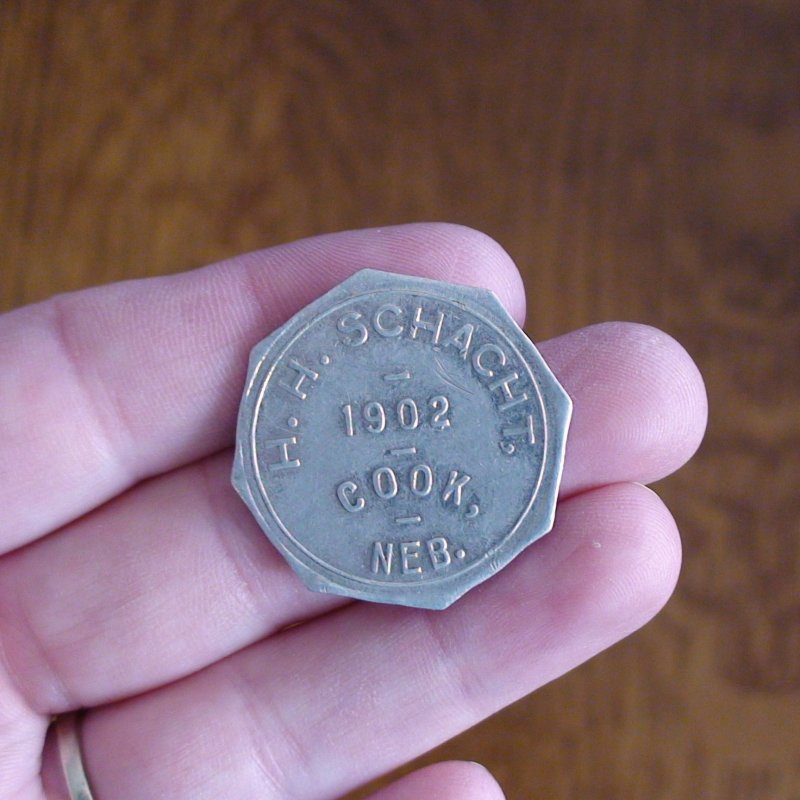 H. H. SCHACHT,
1902
COOK,
NEB.